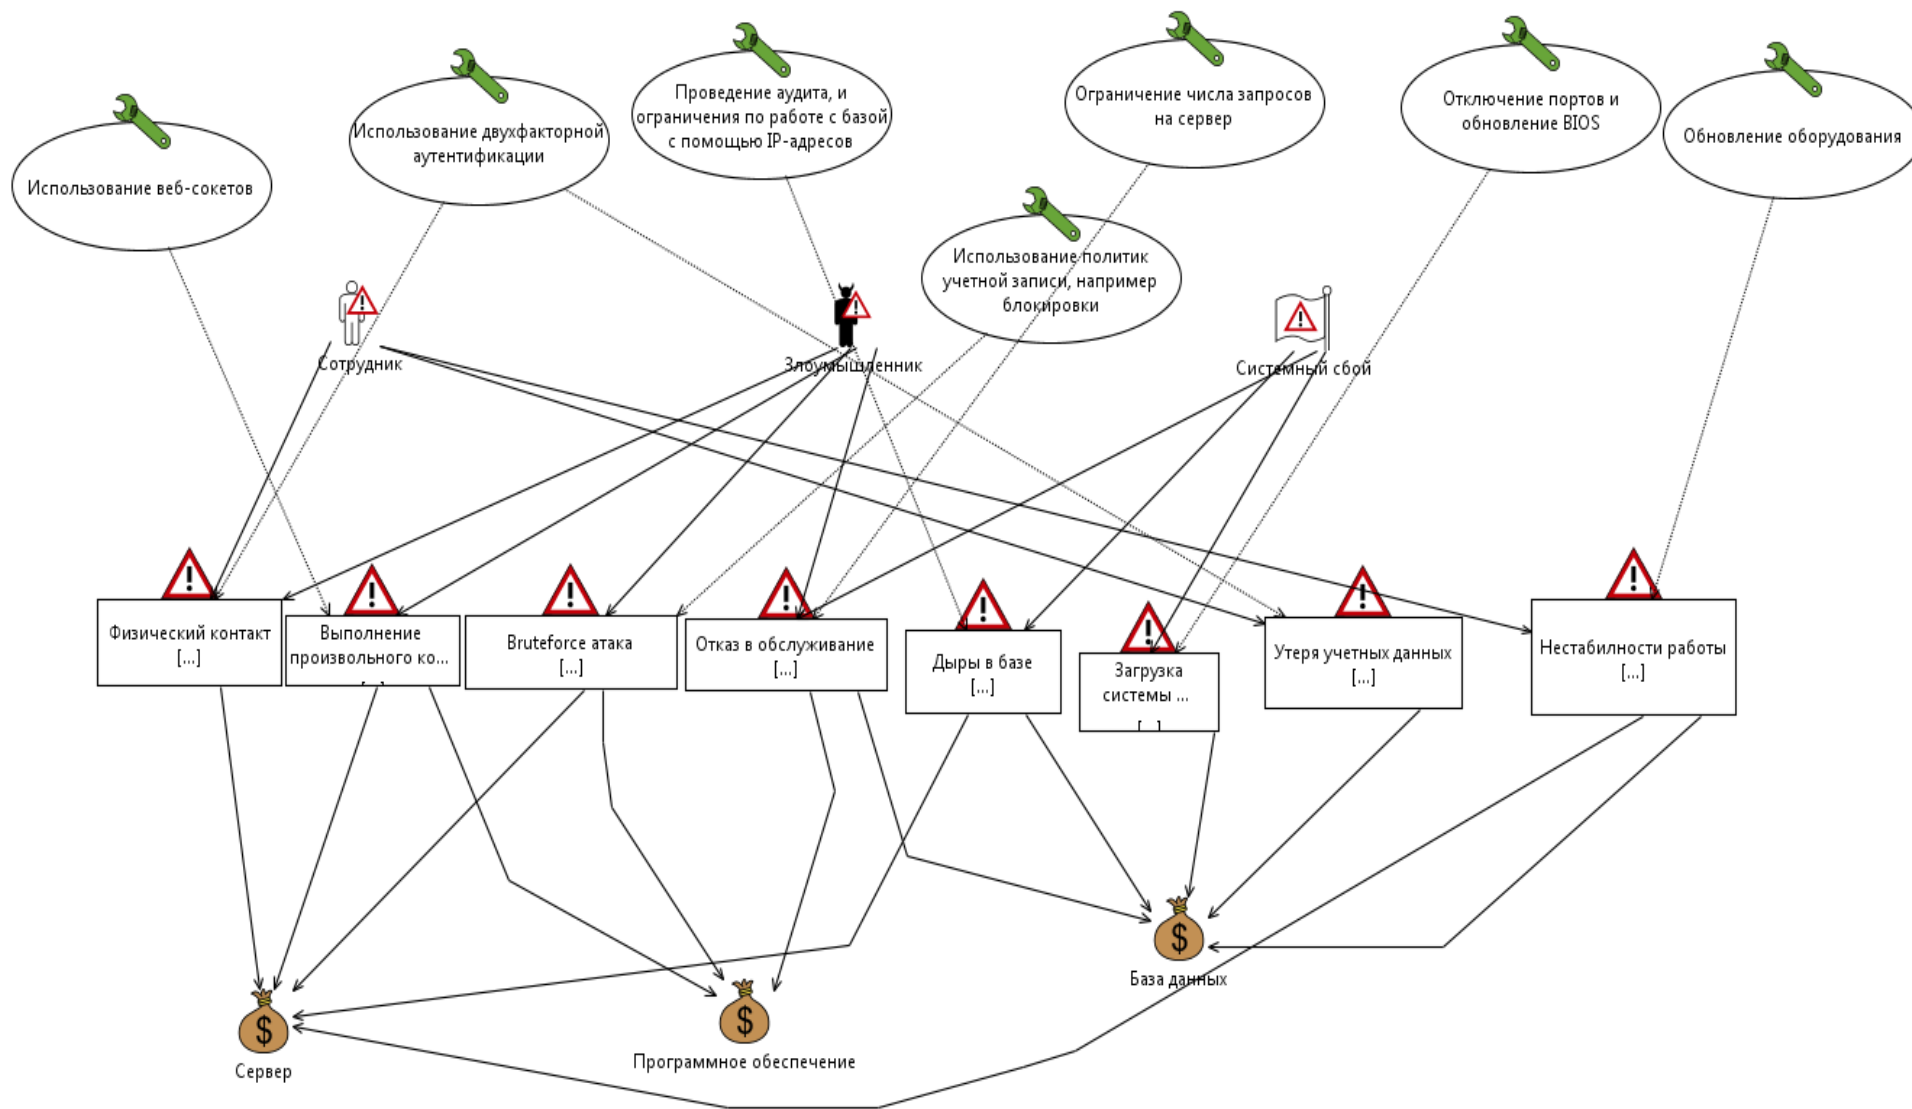 Использование веб-сокетов
Использование двухфакторной
аутентификации
Проведение аудита, и
ограничения по работе с базой
с помощью IP-адресов
Ограничение числа запросов
на сервер
Отключение портов и
обновление BIOS
Обновление оборудования
Использование политик
учетной записи, например
блокировки
Сотрудник
Злоумышленник
Системный сбой
Физический контакт
[...]
Выполнение
произвольного ко...
[...]
Bruteforce атака
[...]
Отказ в обслуживание
[...]
Дыры в базе
[...]
Загрузка
системы ...
[...]
Утеря учетных данных
[...]
Нестабилности работы
[...]
База данных
Программное обеспечение
Сервер